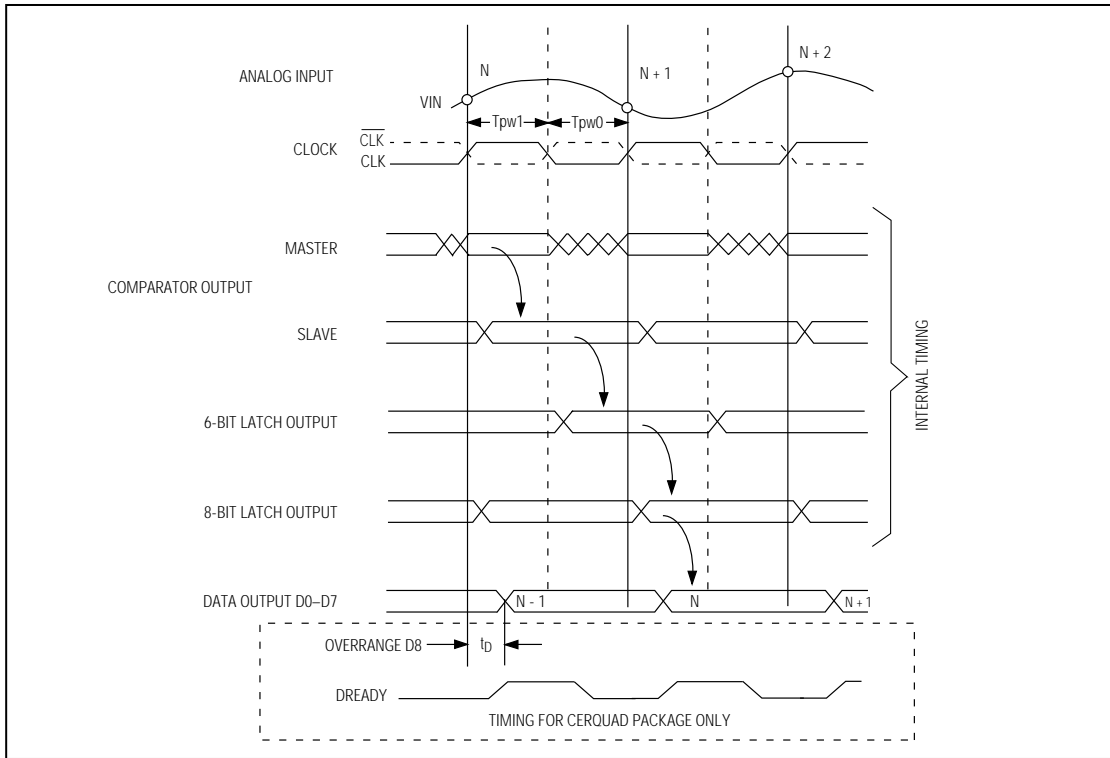 N
N + 1
N + 2
ANALOG INPUT
VIN
Tpw1
Tpw0
CLK
CLOCK
CLK
MASTER
COMPARATOR OUTPUT
SLAVE
6-BIT LATCH OUTPUT
8-BIT LATCH OUTPUT
INTERNAL TIMING
DATA OUTPUT D0–D7
N - 1
N
N + 1
OVERRANGE D8
tD
DREADY
TIMING FOR CERQUAD PACKAGE ONLY